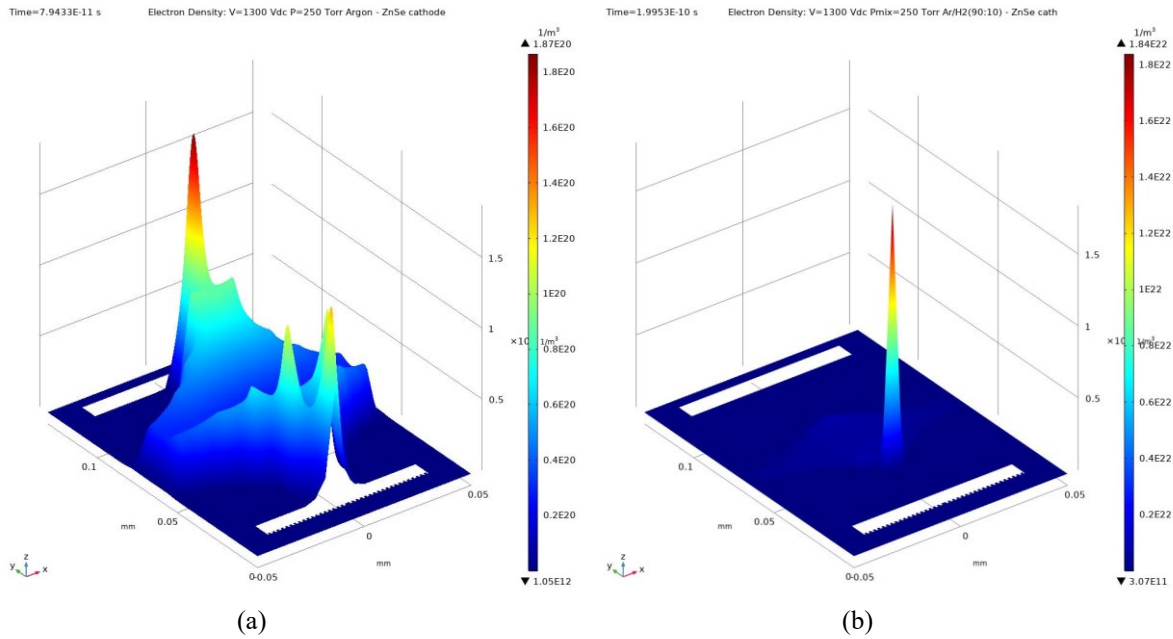 Time=7.9433E-11 s Electron Density: V=1300 Vdc P=250 Torr Argon - ZnSe cathode
1/m³
▲ 1.87E20
1.8E20
1.6E20
1.4E20
1.2E20
1E20
0.8E20
0.6E20
0.4E20
0.2E20
▼ 1.05E12
1.5
1
1/m³
0.5
0.1
0.05
0
-0.05
0
0.05
mm
mm
y z x
(a)
Time=1.9953E-10 s Electron Density: V=1300 Vdc Pmix=250 Torr Ar/H2(90:10) - ZnSe cath
1/m³
▲ 1.84E22
1.8E22
1.6E22
1.4E22
1.2E22
1E22
0.8E22
0.6E22
0.4E22
0.2E22
▼ 3.07E11
1.5
1
1/m³
0.5
0.1
0.05
0
-0.05
0
0.05
mm
mm
y z x
(b)